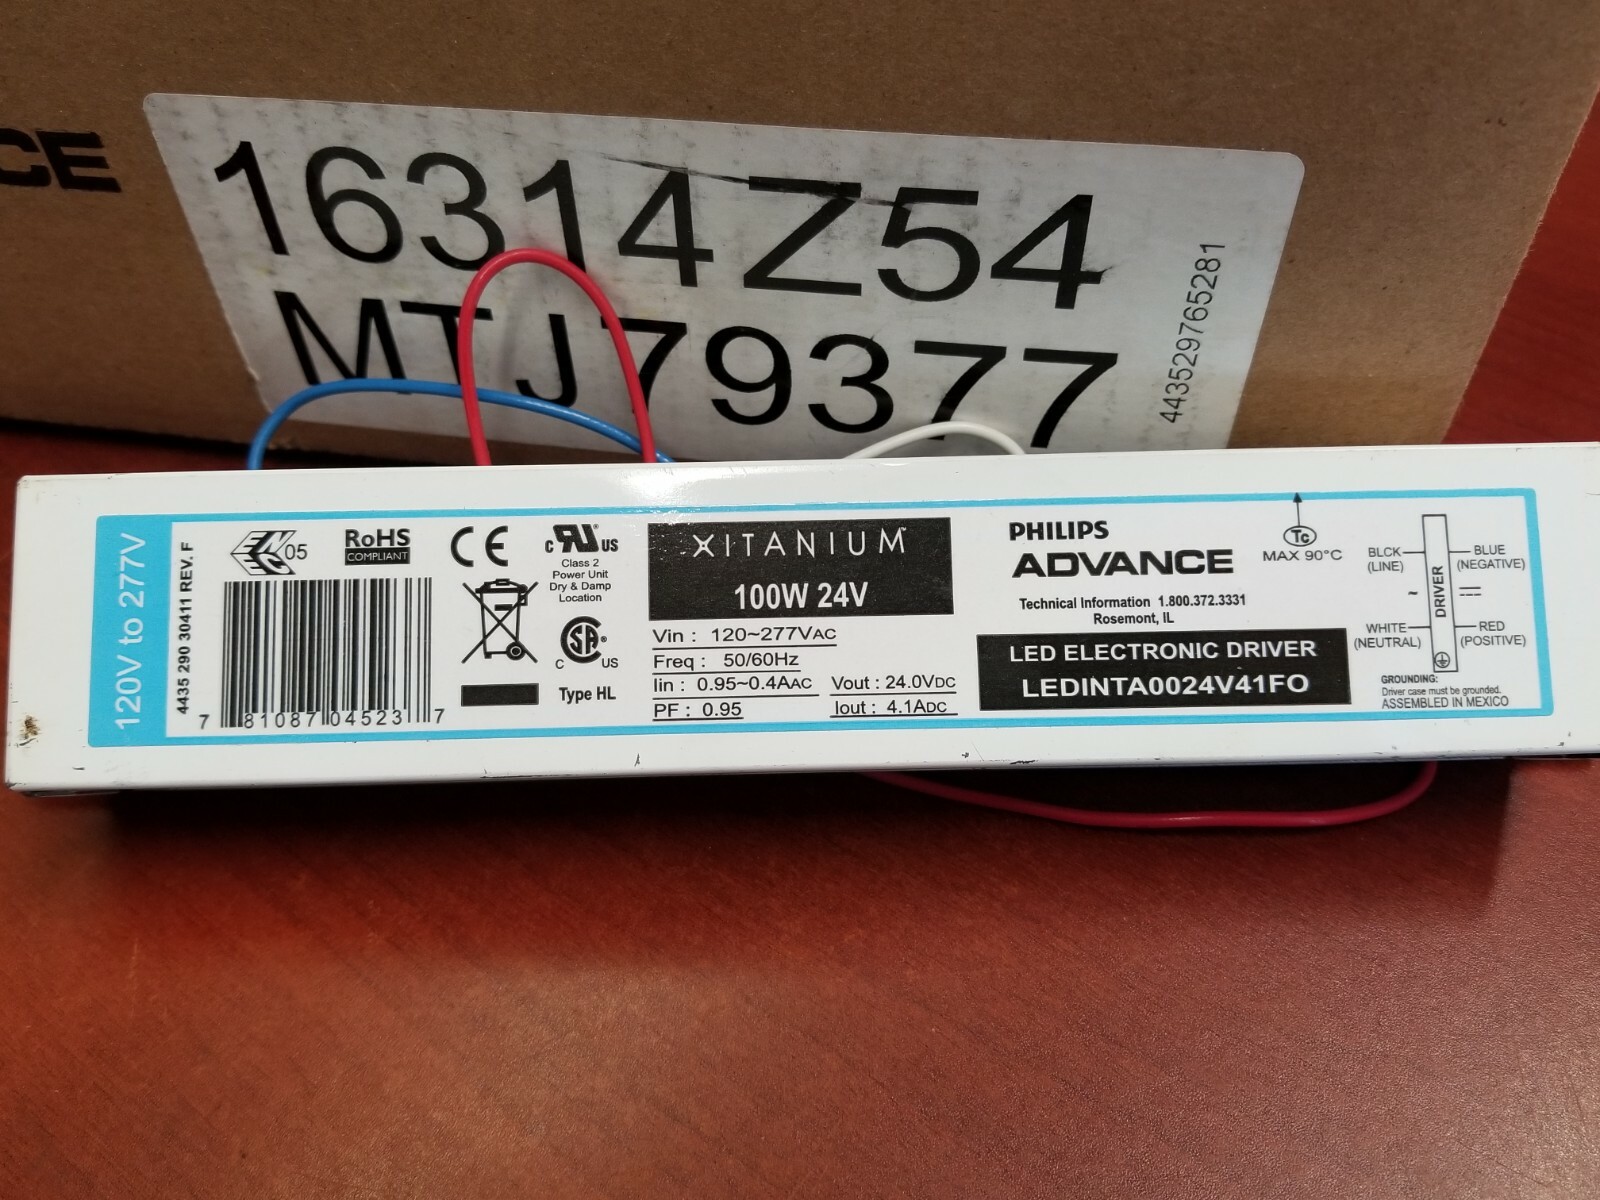 CE
16314Z54
MTJ79377
443529765281
120V to 277V
4435 290 30411 REV. F
05
RoHS
COMPLIANT
7 81087 04523 7
CE
c RU US
Class 2
Power Unit
Dry & Damp
Location
C SA® US
Type HL
XITANIUM™
100W 24V
Vin : 120~277VAC
Freq : 50/60Hz
Iin : 0.95~0.4AAC
PF : 0.95
Vout : 24.0VDC
Iout : 4.1ADC
PHILIPS
ADVANCE
Technical Information 1.800.372.3331
Rosemont, IL
LED ELECTRONIC DRIVER
LEDINTA0024V41FO
Tc
MAX 90°C
BLCK
(LINE)
~
WHITE
(NEUTRAL)
DRIVER
BLUE
(NEGATIVE)
RED
(POSITIVE)
GROUNDING:
Driver case must be grounded.
ASSEMBLED IN MEXICO